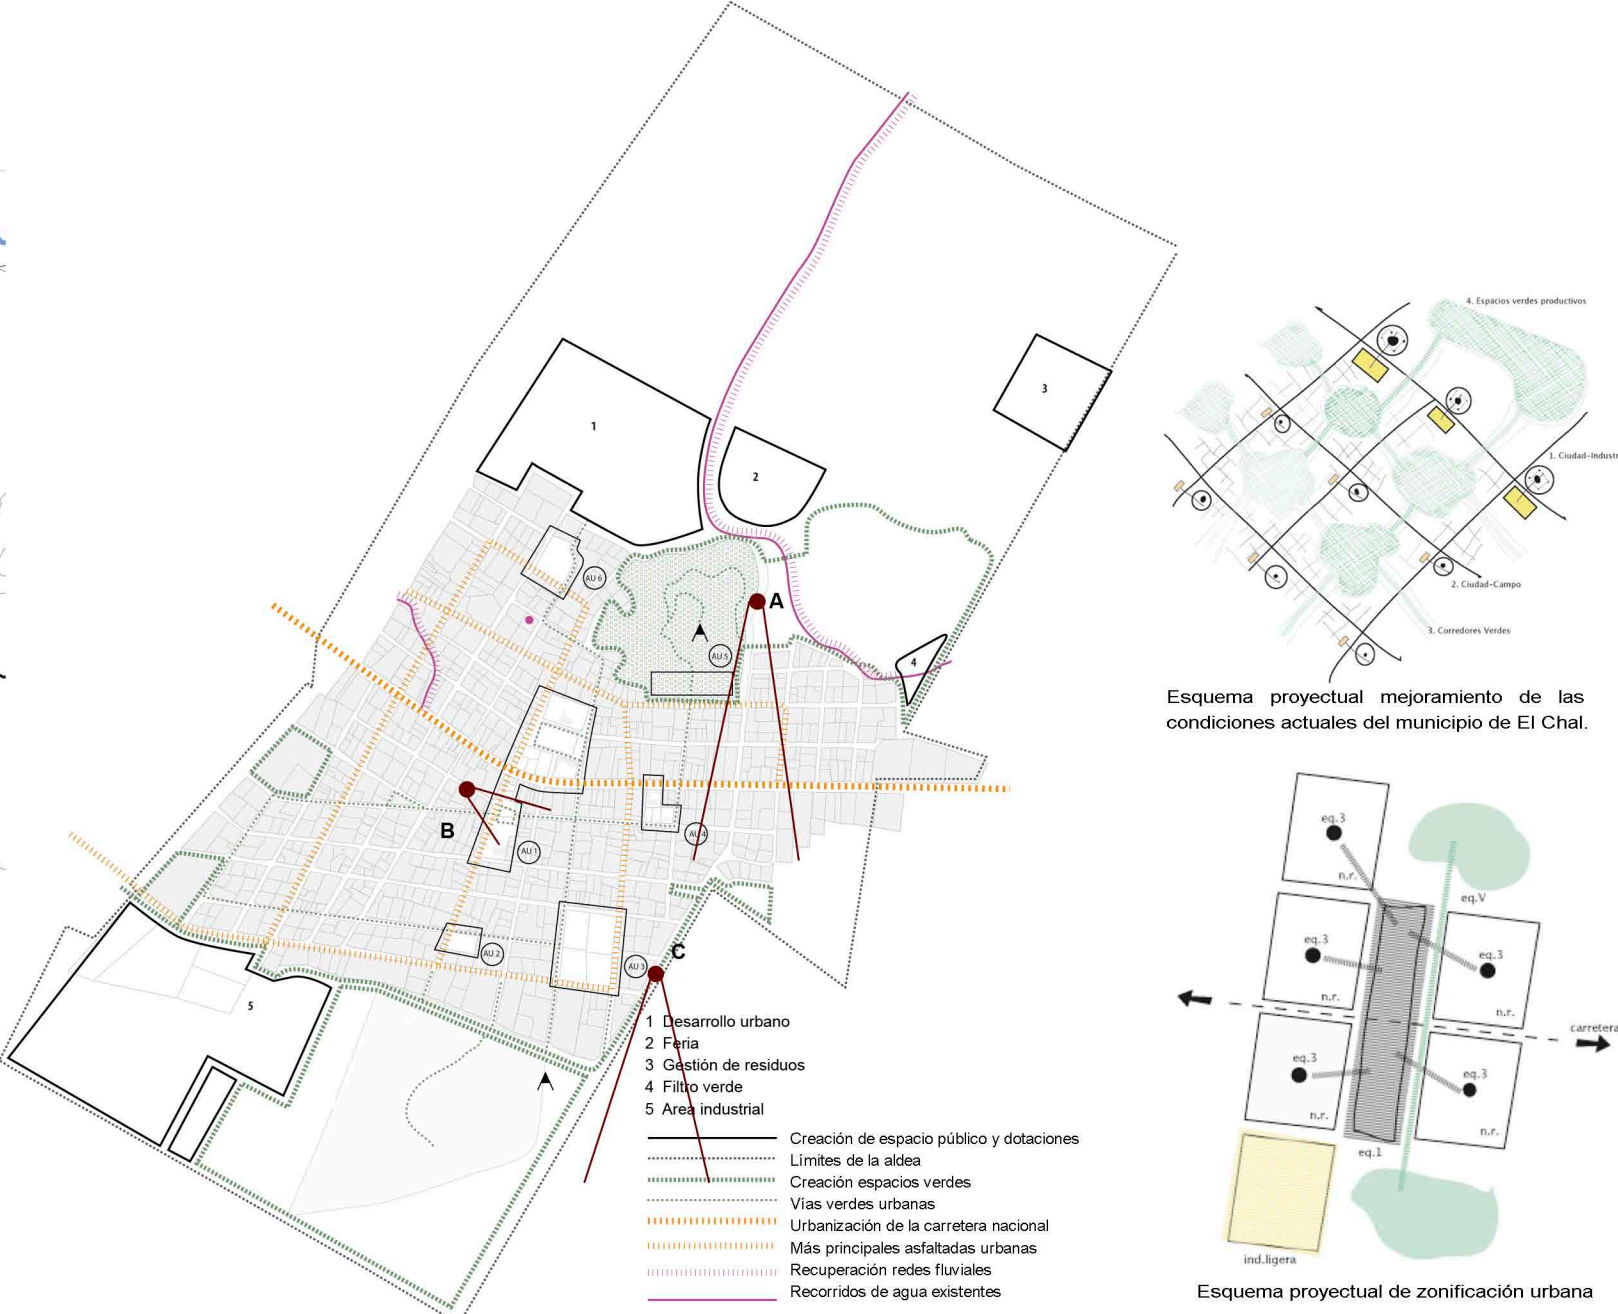 1
2
3
4
5
AU 6
AU.5
A
B
AU 1
AU 4
AU 2
AU 3
C
1 Desarrollo urbano
2 Feria
3 Gestión de residuos
4 Filtro verde
5 Area industrial
Creación de espacio público y dotaciones
Límites de la aldea
Creación espacios verdes
Vías verdes urbanas
Urbanización de la carretera nacional
Más principales asfaltadas urbanas
Recuperación redes fluviales
Recorridos de agua existentes
4. Espacios verdes productivos
1. Ciudad-Industr
2. Ciudad-Campo
3. Corredores Verdes
Esquema proyectual mejoramiento de las
condiciones actuales del municipio de El Chal.
eq.3
n.r.
eq.V
eq.3
n.r.
eq.3
n.r.
carretera
eq.3
n.r.
eq.3
n.r.
eq.1
ind.ligera
Esquema proyectual de zonificación urbana